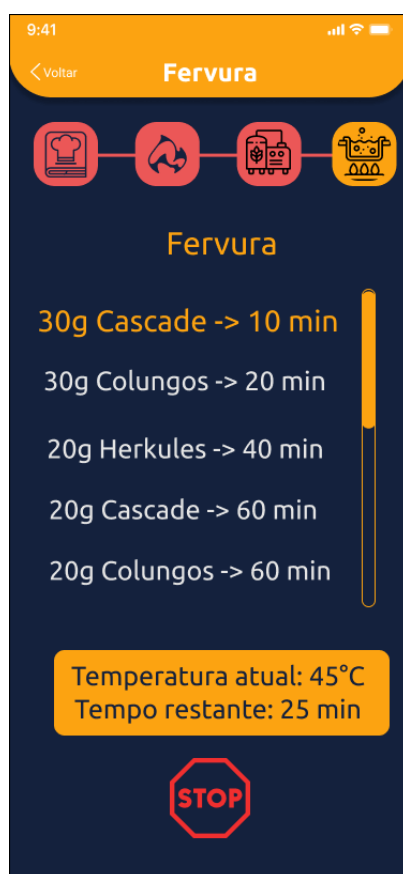 9:41
Voltar
Fervura
Fervura
30g Cascade -> 10 min
30g Colungos -> 20 min
20g Herkules -> 40 min
20g Cascade -> 60 min
20g Colungos -> 60 min
Temperatura atual: 45°C
Tempo restante: 25 min
STOP